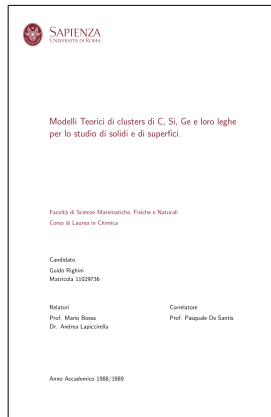 SAPIENZA
UNIVERSITÀ DI ROMA
Modelli Teorici di clusters di C, Si, Ge e loro leghe
per lo studio di solidi e di superfici.
Facoltà di Scienze Matematiche, Fisiche e Naturali
Corso di Laurea in Chimica
Candidato
Guido Righini
Matricola 11029736
Relatori
Prof. Mario Bossa
Dr. Andrea Lapiccirella
Correlatore
Prof. Pasquale De Santis
Anno Accademico 1988/1989